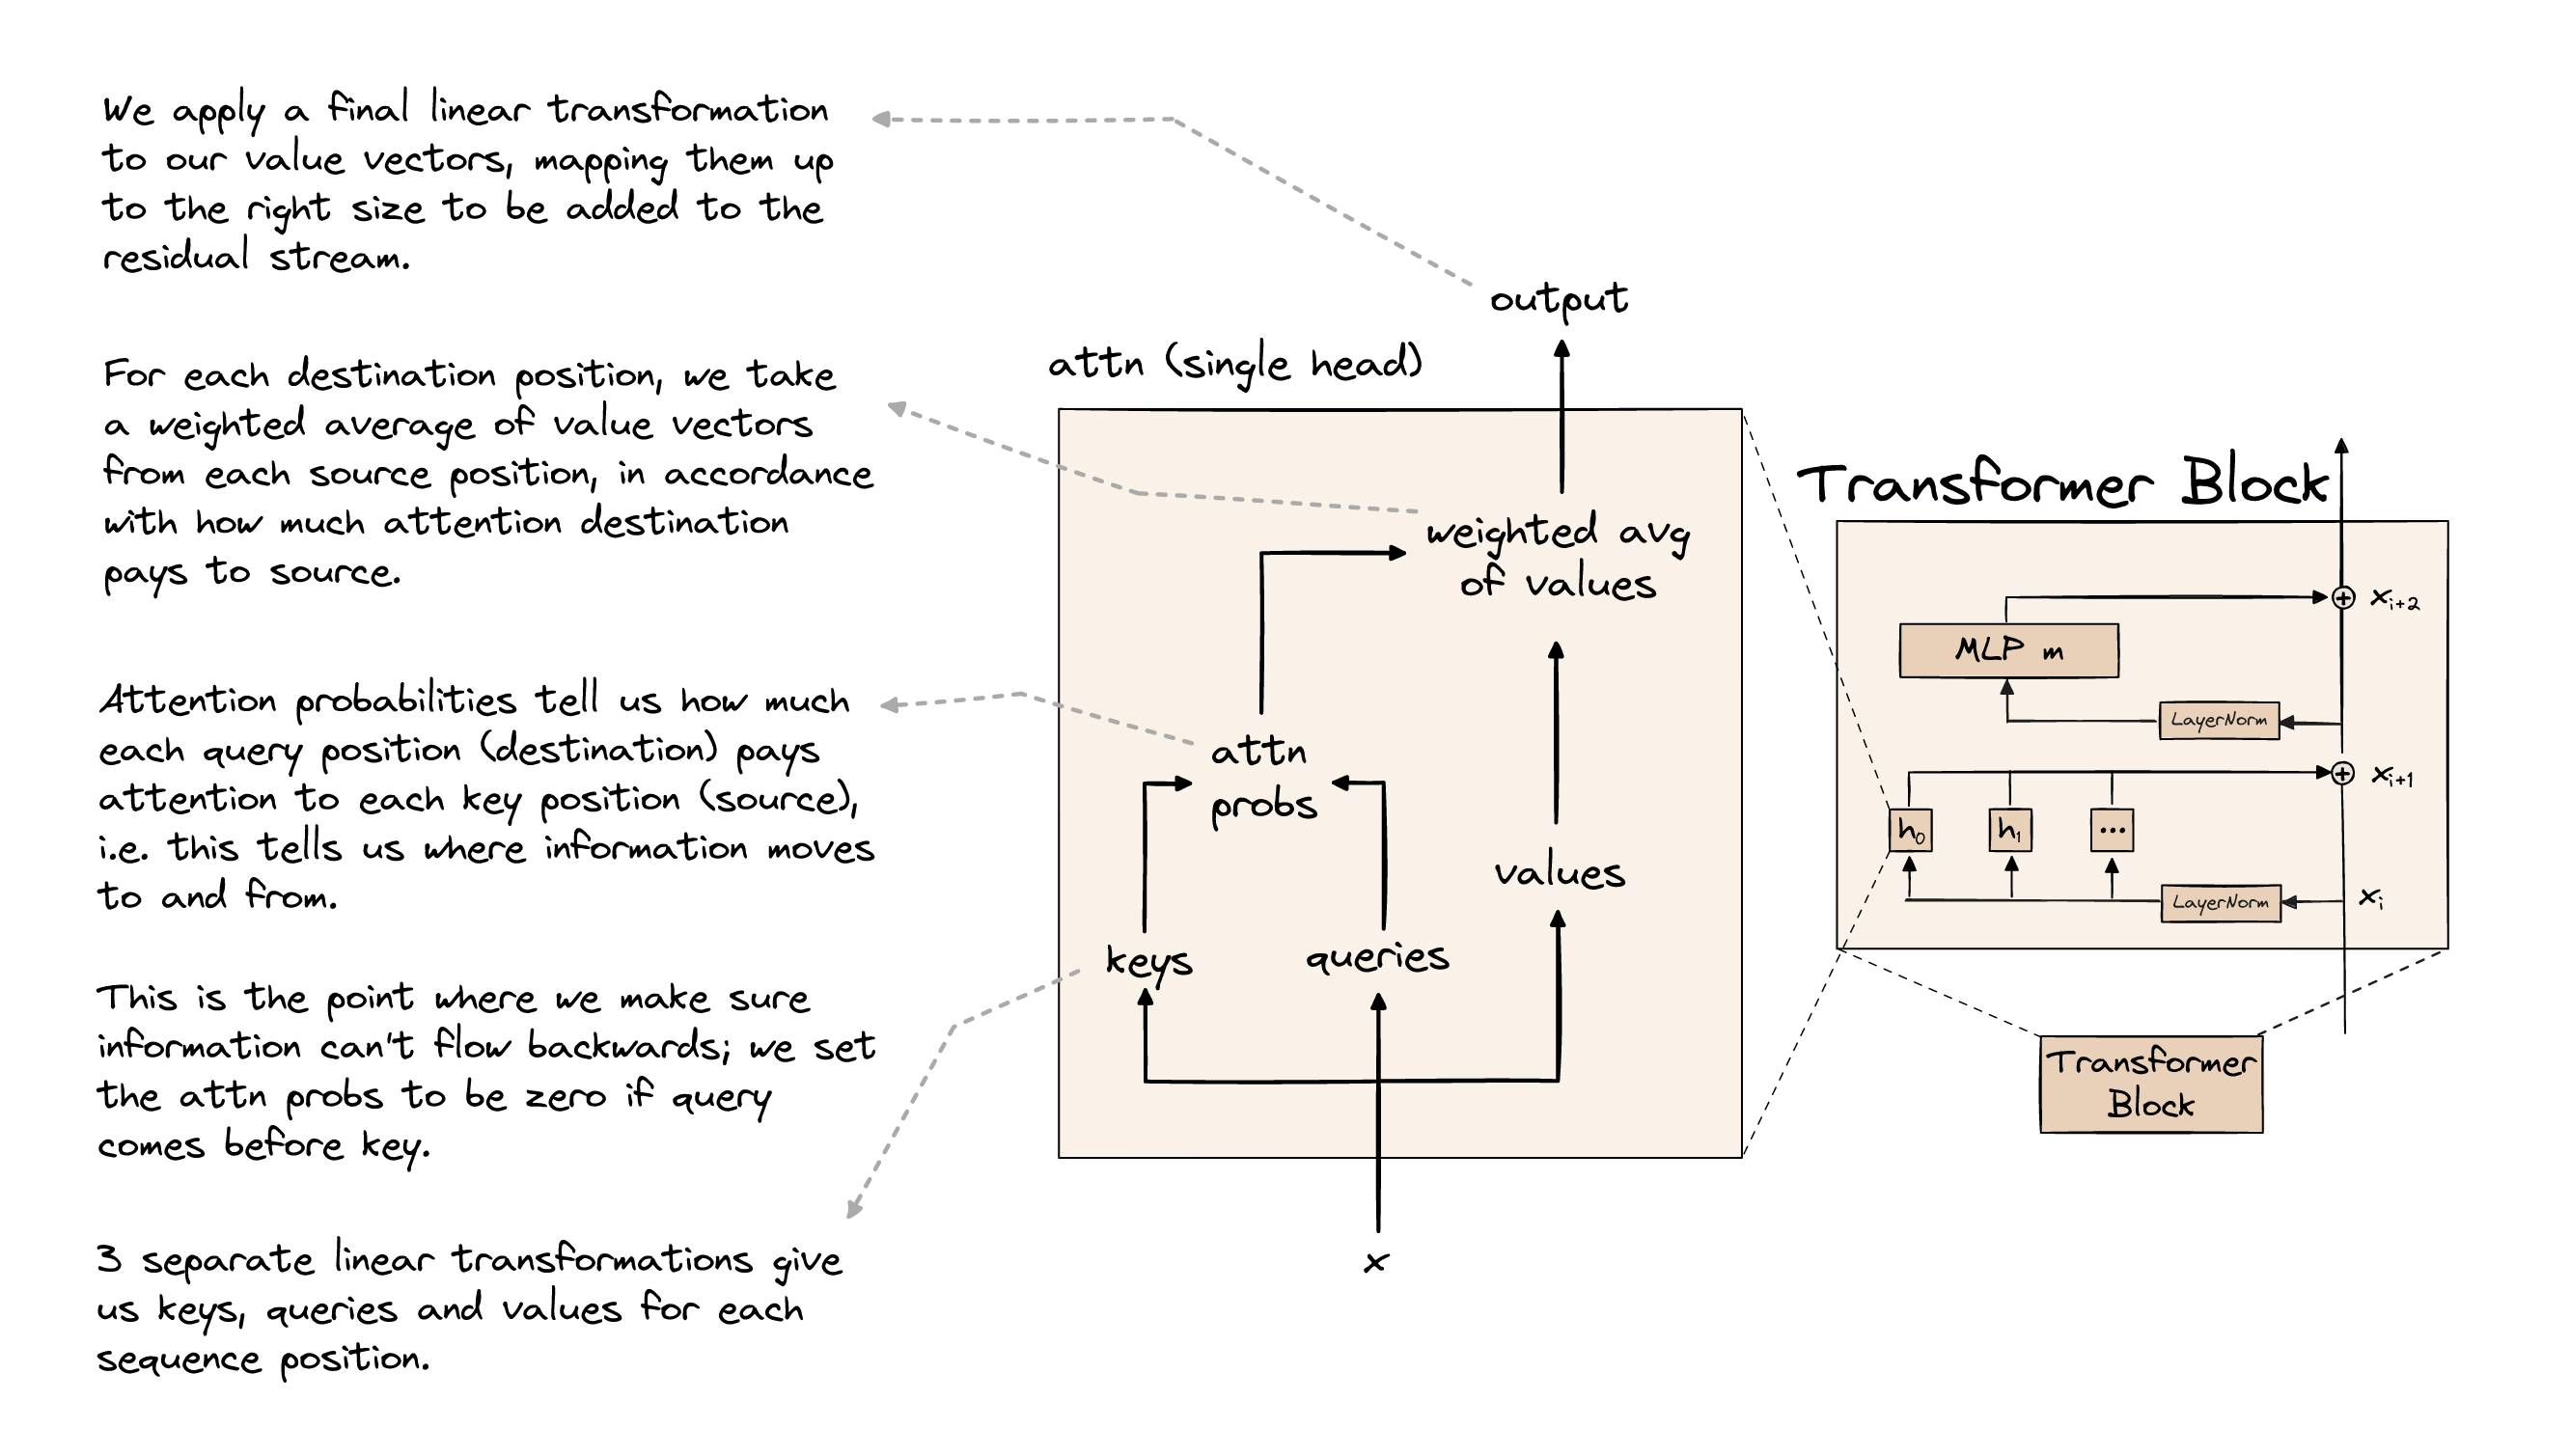 We apply a final linear transformation
to our value vectors, mapping them up
to the right size to be added to the
residual stream.
For each destination position, we take
a weighted average of value vectors
from each source position, in accordance
with how much attention destination
pays to source.
Attention probabilities tell us how much
each query position (destination) pays
attention to each key position (source),
i.e. this tells us where information moves
to and from.
This is the point where we make sure
information can't flow backwards; we set
the attn probs to be zero if query
comes before key.
3 separate linear transformations give
us keys, queries and values for each
sequence position.
output
attn (single head)
weighted avg
of values
attn
probs
values
keys
queries
x
Transformer Block
x_{i+2}
MLP m
LayerNorm
x_{i+1}
h₀
h₁
...
LayerNorm
xᵢ
Transformer
Block